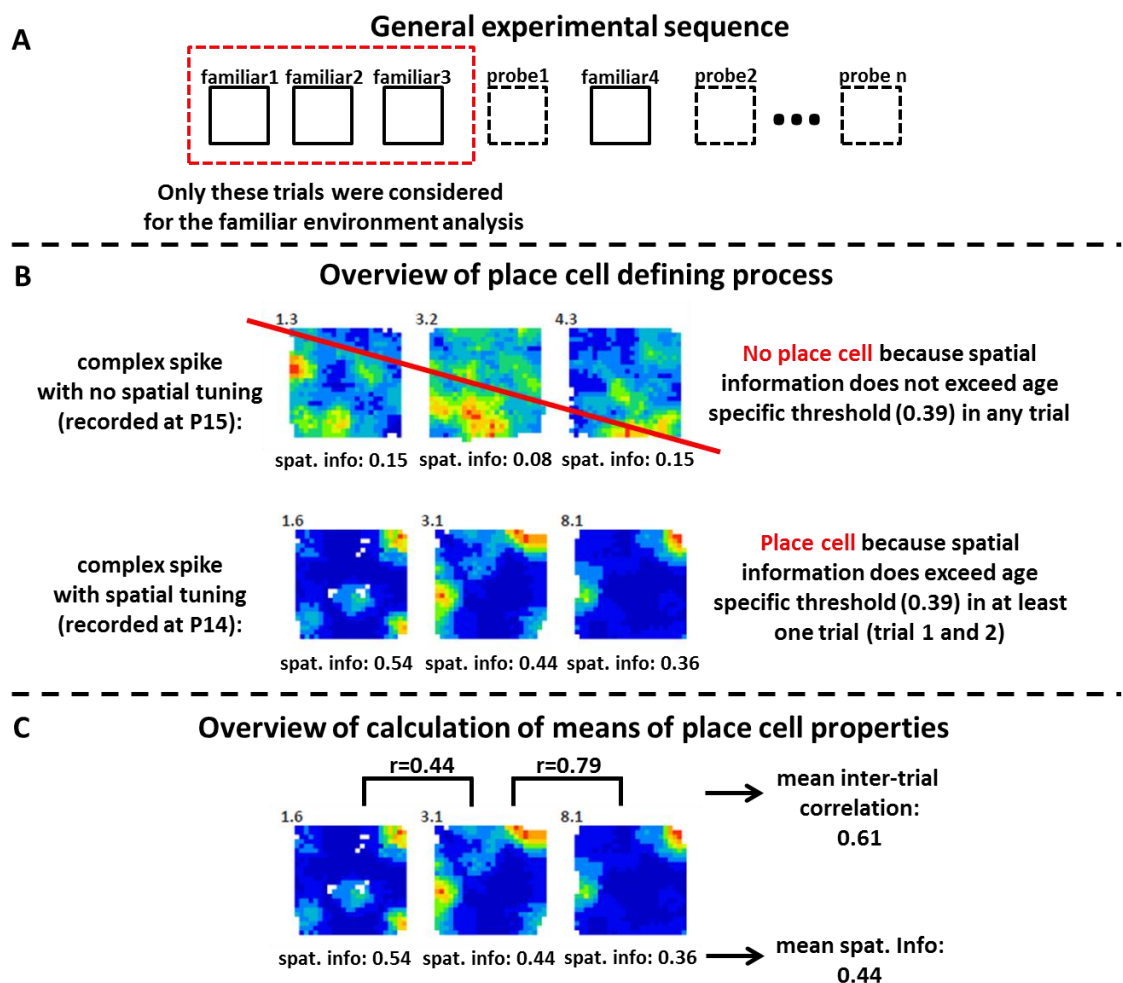 A
General experimental sequence
familiar1 familiar2 familiar3 probe1 familiar4 probe2 probe n
Only these trials were considered
for the familiar environment analysis
B
Overview of place cell defining process
complex spike
with no spatial tuning
(recorded at P15):
1.3 3.2 4.3
spat. info: 0.15 spat. info: 0.08 spat. info: 0.15
No place cell because spatial
information does not exceed age
specific threshold (0.39) in any trial
complex spike
with spatial tuning
(recorded at P14):
1.6 3.1 8.1
spat. info: 0.54 spat. info: 0.44 spat. info: 0.36
Place cell because spatial
information does exceed age
specific threshold (0.39) in at least
one trial (trial 1 and 2)
C
Overview of calculation of means of place cell properties
r=0.44 r=0.79
1.6 3.1 8.1
mean inter-trial
correlation:
0.61
spat. info: 0.54 spat. info: 0.44 spat. info: 0.36
mean spat. Info:
0.44